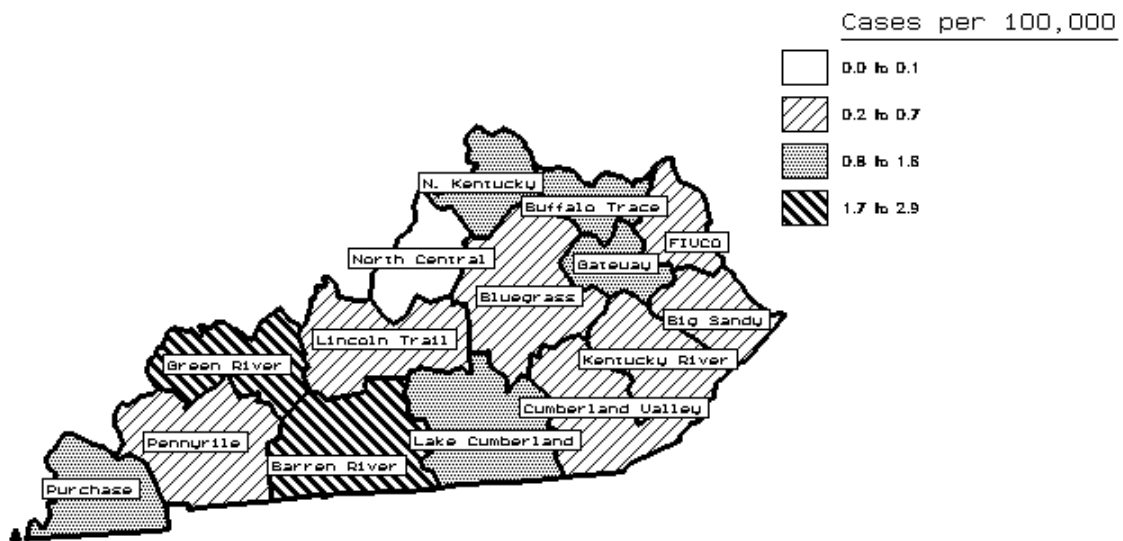 Cases per 100,000
0.0 to 0.1
0.2 to 0.7
0.8 to 1.6
1.7 to 2.9
N. Kentucky
Buffalo Trace
FIVCO
North Central
Gateway
Bluegrass
Big Sandy
Lincoln Trail
Kentucky River
Green River
Cumberland Valley
Pennyrile
Lake Cumberland
Barren River
Purchase